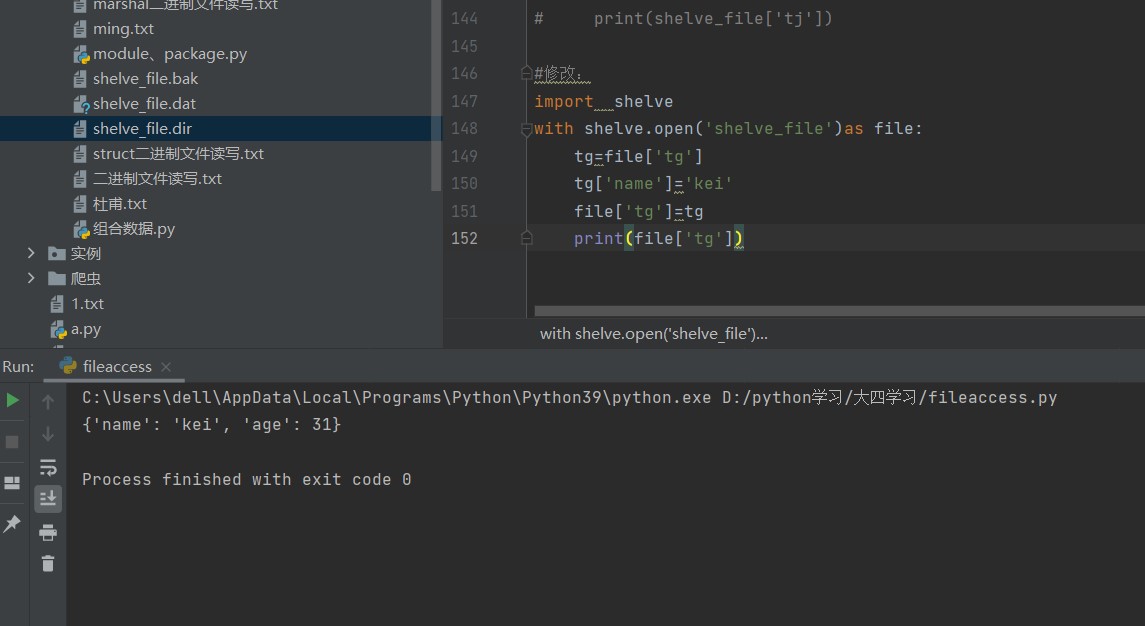 marshal二进制文件读写.txt
ming.txt
module、package.py
shelve_file.bak
shelve_file.dat
shelve_file.dir
struct二进制文件读写.txt
二进制文件读写.txt
杜甫.txt
组合数据.py
实例
爬虫
1.txt
a.py
144 #     print(shelve_file['tj'])
145
146 #修改：
147 import  shelve
148 with shelve.open('shelve_file')as file:
149     tg=file['tg']
150     tg['name']='kei'
151     file['tg']=tg
152     print(file['tg'])
with shelve.open('shelve_file')...
Run: fileaccess
C:\Users\dell\AppData\Local\Programs\Python\Python39\python.exe D:/python学习/大四学习/fileaccess.py
{'name': 'kei', 'age': 31}
Process finished with exit code 0